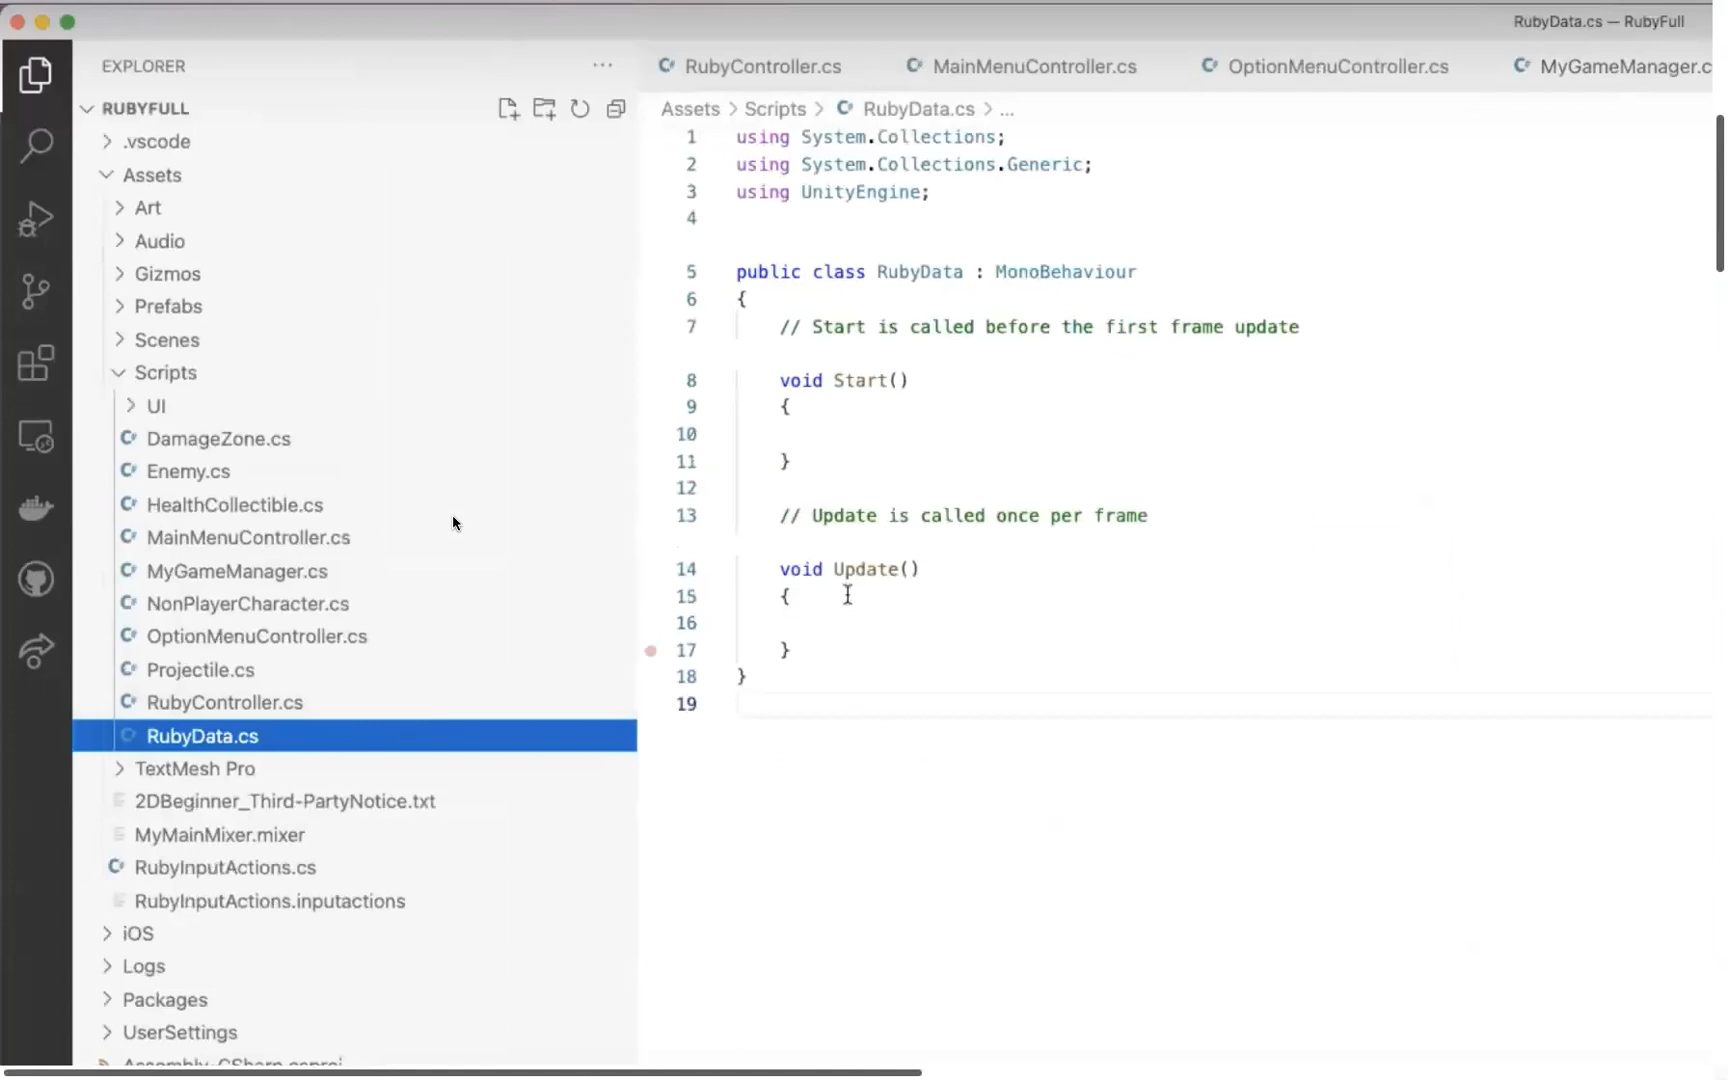 RubyData.cs — RubyFull
EXPLORER
RUBYFULL
.vscode
Assets
Art
Audio
Gizmos
Prefabs
Scenes
Scripts
UI
DamageZone.cs
Enemy.cs
HealthCollectible.cs
MainMenuController.cs
MyGameManager.cs
NonPlayerCharacter.cs
OptionMenuController.cs
Projectile.cs
RubyController.cs
RubyData.cs
TextMesh Pro
2DBeginner_Third-PartyNotice.txt
MyMainMixer.mixer
RubyInputActions.cs
RubyInputActions.inputactions
iOS
Logs
Packages
UserSettings
RubyController.cs MainMenuController.cs OptionMenuController.cs MyGameManager.c
Assets > Scripts > RubyData.cs > ...
1 using System.Collections;
2 using System.Collections.Generic;
3 using UnityEngine;
4
5 public class RubyData : MonoBehaviour
6 {
7 // Start is called before the first frame update
8 void Start()
9 {
10
11 }
12
13 // Update is called once per frame
14 void Update()
15 {
16
17 }
18 }
19